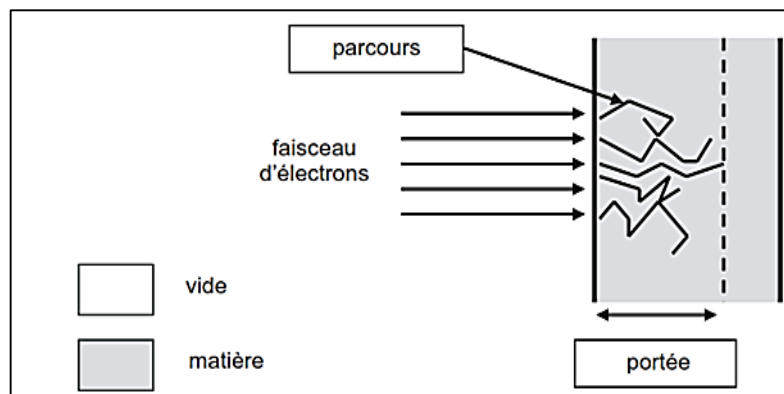 parcours
faisceau
d'électrons
vide
matière
portée